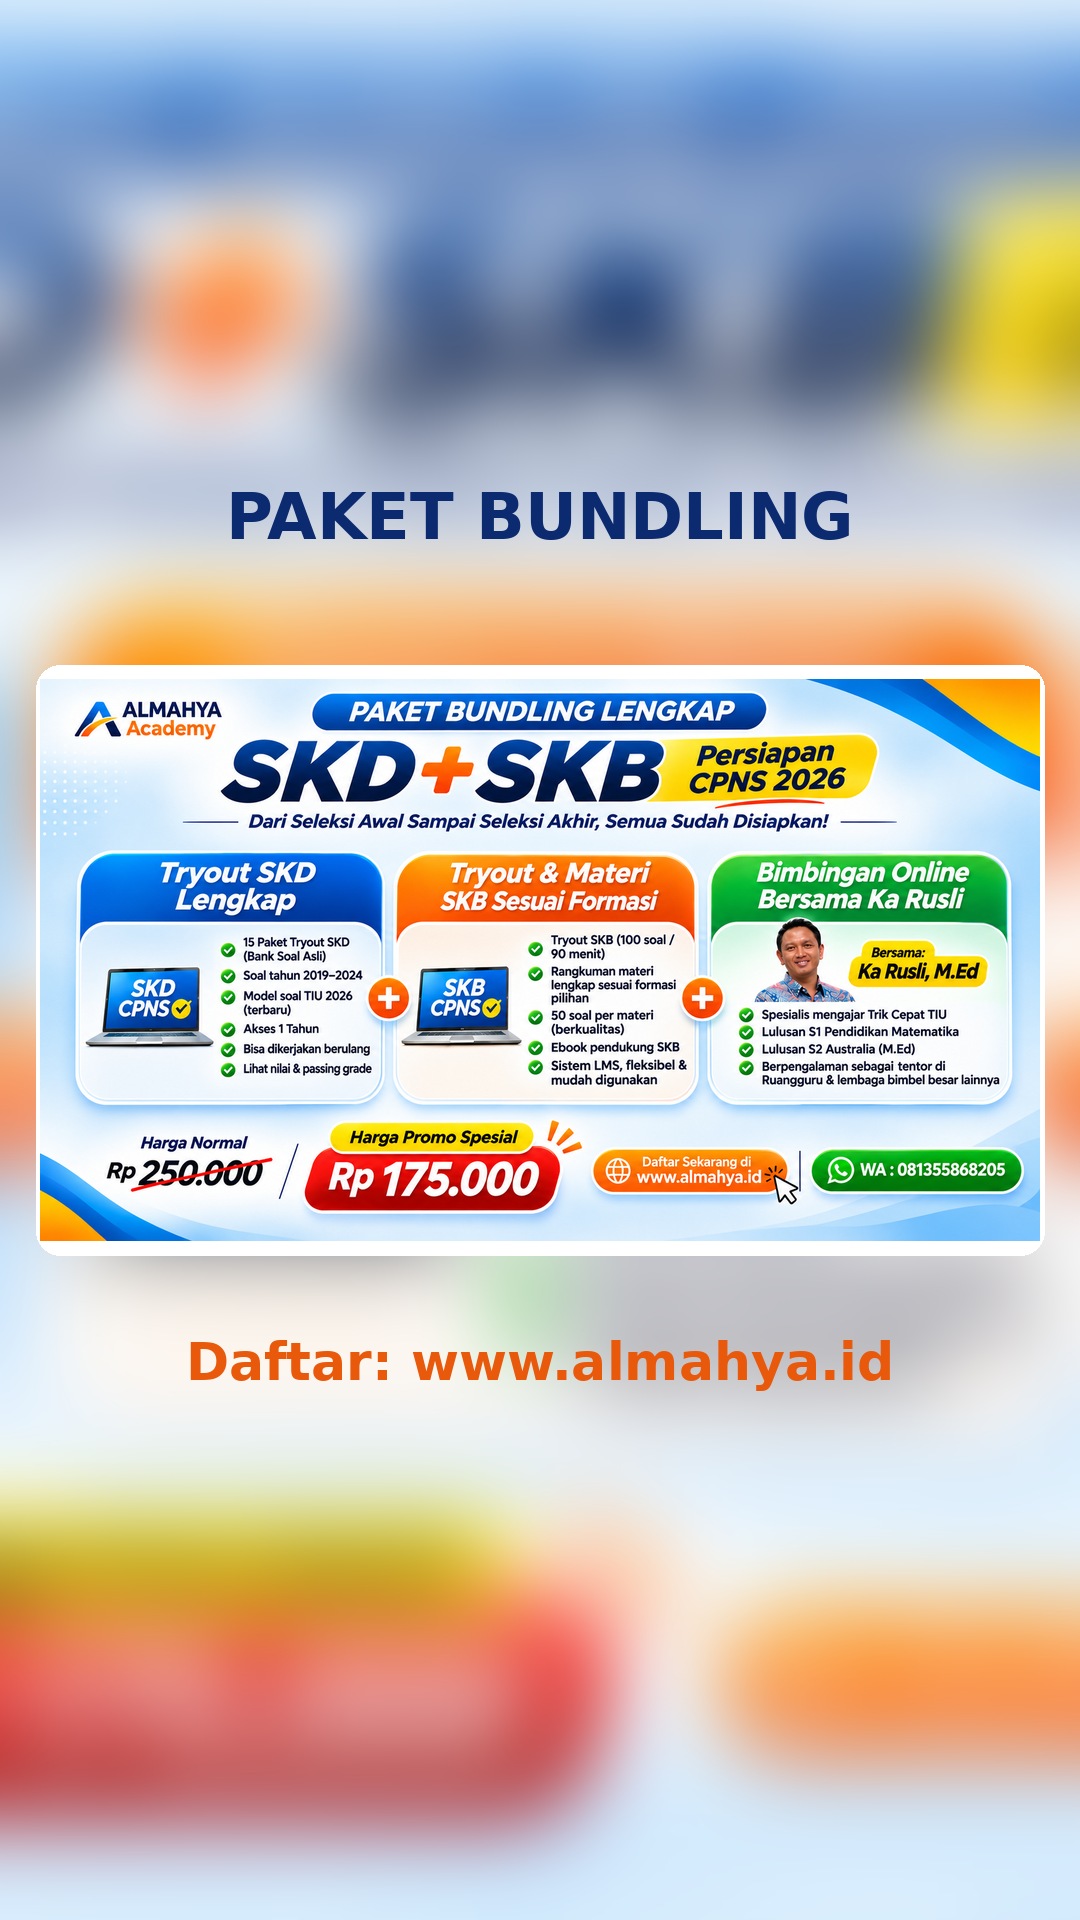 PAKET BUNDLING
ALMAHYA
Academy
PAKET BUNDLING LENGKAP
SKD+SKB
Persiapan
CPNS 2026
Dari Seleksi Awal Sampai Seleksi Akhir, Semua Sudah Disiapkan!
Tryout SKD
Lengkap
SKD
CPNS
15 Paket Tryout SKD
(Bank Soal Asli)
Soal tahun 2019–2024
Model soal TIU 2026
(terbaru)
Akses 1 Tahun
Bisa dikerjakan berulang
Lihat nilai & passing grade
+
Tryout & Materi
SKB Sesuai Formasi
SKB
CPNS
Tryout SKB (100 soal /
90 menit)
Rangkuman materi
lengkap sesuai formasi
pilihan
50 soal per materi
(berkualitas)
Ebook pendukung SKB
Sistem LMS, fleksibel &
mudah digunakan
+
Bimbingan Online
Bersama Ka Rusli
Bersama:
Ka Rusli, M.Ed
Spesialis mengajar Trik Cepat TIU
Lulusan S1 Pendidikan Matematika
Lulusan S2 Australia (M.Ed)
Berpengalaman sebagai tentor di
Ruangguru & lembaga bimbel besar lainnya
Harga Normal
Rp 250.000
Harga Promo Spesial
Rp 175.000
Daftar Sekarang di
www.almahya.id
WA : 081355868205
Daftar: www.almahya.id